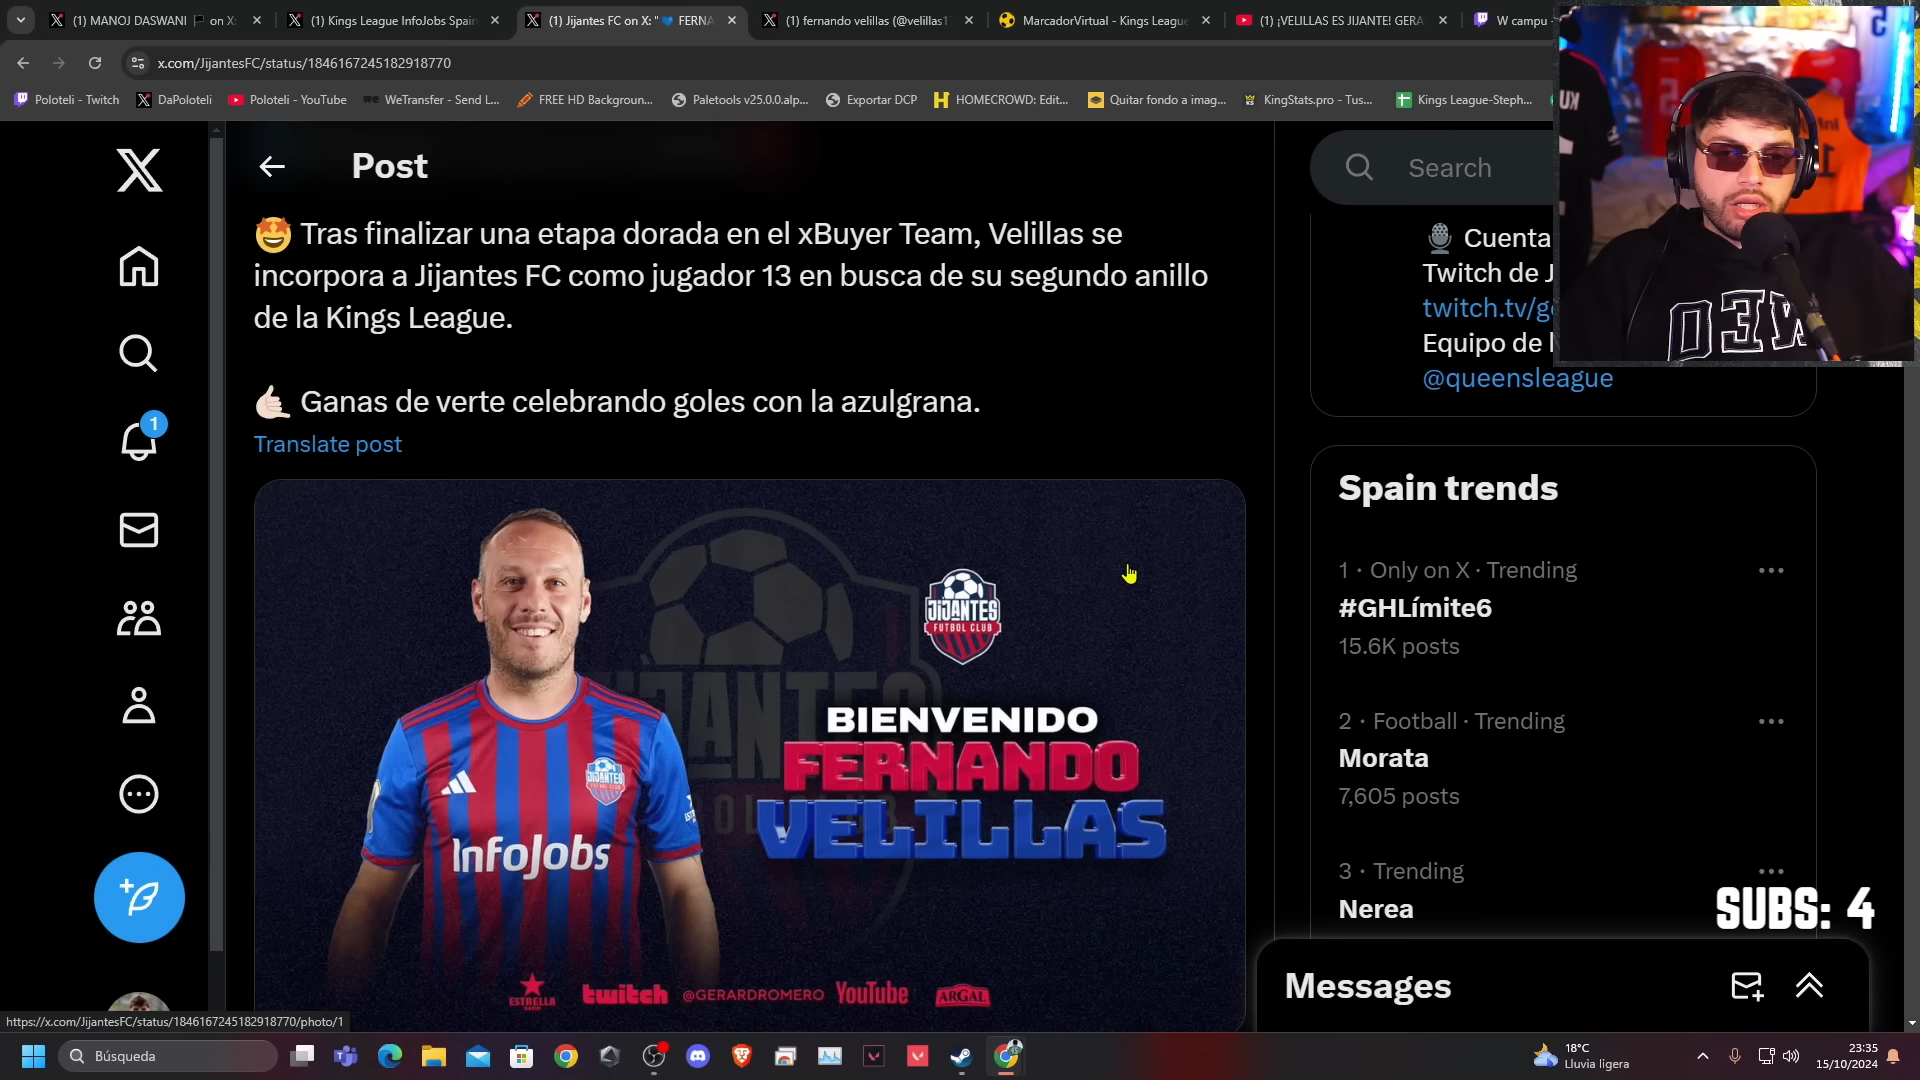 (1) MANOJ DASWANI 🏴 on X
(1) Kings League InfoJobs Spain
(1) Jijantes FC on X: "💙 FERNA
(1) fernando velillas (@velillas1
MarcadorVirtual - Kings League
(1) ¡VELILLAS ES JIJANTE! GERA
W campu -
x.com/JijantesFC/status/1846167245182918770
Poloteli - Twitch
DaPoloteli
Poloteli - YouTube
WeTransfer - Send L...
FREE HD Backgroun...
Paletools v25.0.0.alp...
Exportar DCP
HOMECROWD: Edit...
Quitar fondo a imag...
KingStats.pro - Tus...
Kings League-Steph...
Post
Search
🤩 Tras finalizar una etapa dorada en el xBuyer Team, Velillas se
incorpora a Jijantes FC como jugador 13 en busca de su segundo anillo
de la Kings League.
🤙🏻 Ganas de verte celebrando goles con la azulgrana.
Translate post
JIJANTES
FUTBOL CLUB
BIENVENIDO
FERNANDO
VELILLAS
InfoJobs
ESTRELLA
DAMM
twitch
@GERARDROMERO
YouTube
ARGAL
🎙️ Cuenta
Twitch de J
twitch.tv/ge
Equipo de l
@queensleague
Spain trends
1 · Only on X · Trending
#GHLímite6
15.6K posts
2 · Football · Trending
Morata
7,605 posts
3 · Trending
Nerea
SUBS: 4
Messages
1
https://x.com/JijantesFC/status/1846167245182918770/photo/1
Búsqueda
18°C
Lluvia ligera
23:35
15/10/2024